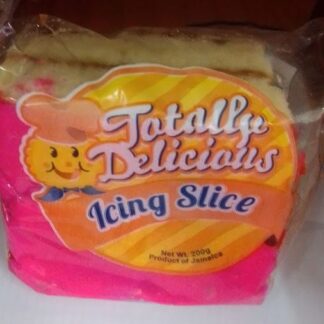 Totally
Delicious
Icing Slice
Net Wt. 200g
Product of Jamaica